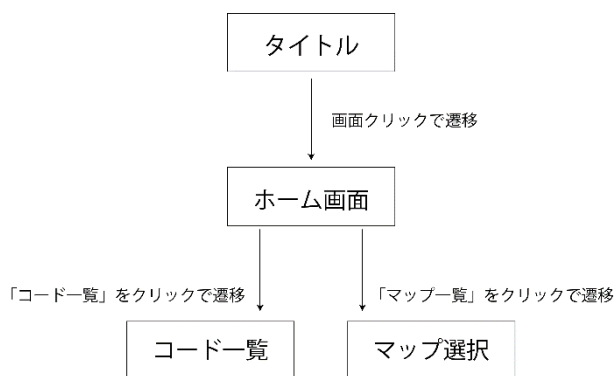 タイトル
画面クリックで遷移
ホーム画面
「コード一覧」をクリックで遷移
「マップ一覧」をクリックで遷移
コード一覧
マップ選択